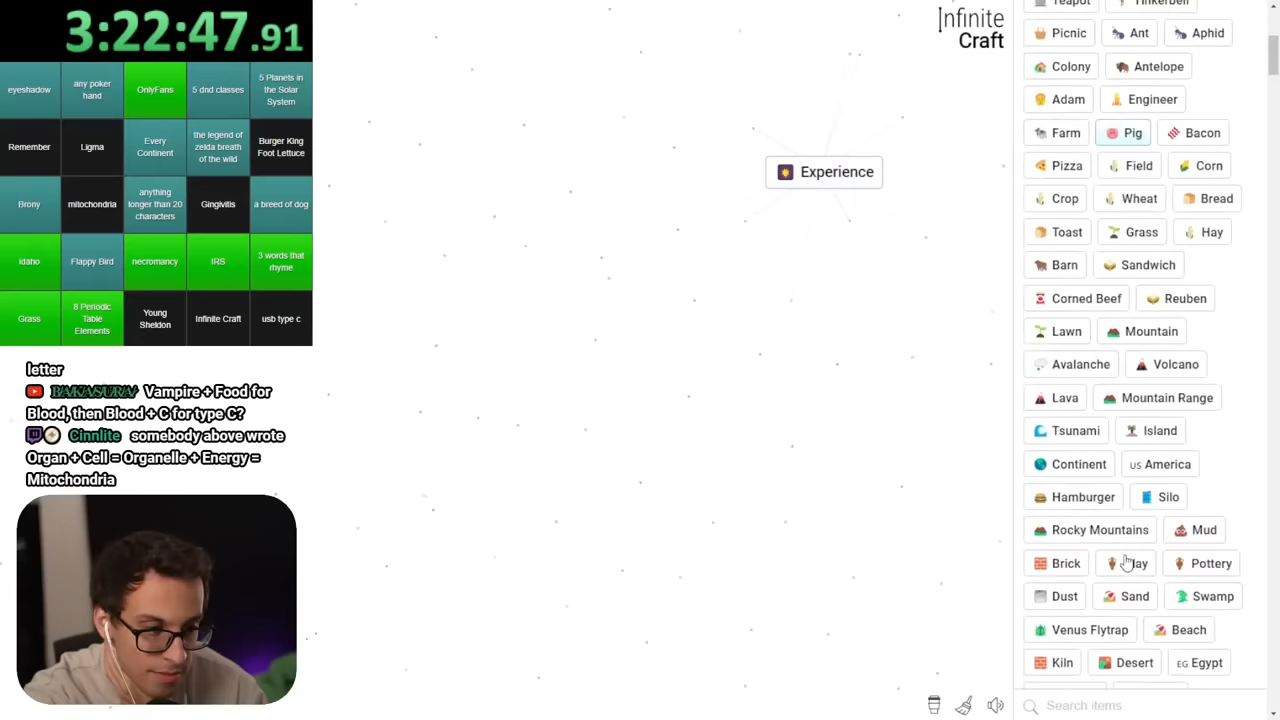 3:22:47.91
eyeshadow
any poker
hand
OnlyFans
5 dnd classes
5 Planets in
the Solar
System
Remember
Ligma
Every
Continent
the legend of
zelda breath
of the wild
Burger King
Foot Lettuce
Brony
mitochondria
anything
longer than 20
characters
Gingivitis
a breed of dog
idaho
Flappy Bird
necromancy
IRS
3 words that
rhyme
Grass
8 Periodic
Table
Elements
Young
Sheldon
Infinite Craft
usb type c
letter
BAKASURA Vampire + Food for
Blood, then Blood + C for type C?
Cinnlite somebody above wrote
Organ + Cell = Organelle + Energy =
Mitochondria
Experience
Infinite
Craft
Teapot Tinkerbell
Picnic Ant Aphid
Colony Antelope
Adam Engineer
Farm Pig Bacon
Pizza Field Corn
Crop Wheat Bread
Toast Grass Hay
Barn Sandwich
Corned Beef Reuben
Lawn Mountain
Avalanche Volcano
Lava Mountain Range
Tsunami Island
Continent US America
Hamburger Silo
Rocky Mountains Mud
Brick Pottery
Dust Sand Swamp
Venus Flytrap Beach
Kiln Desert EG Egypt
Search items...